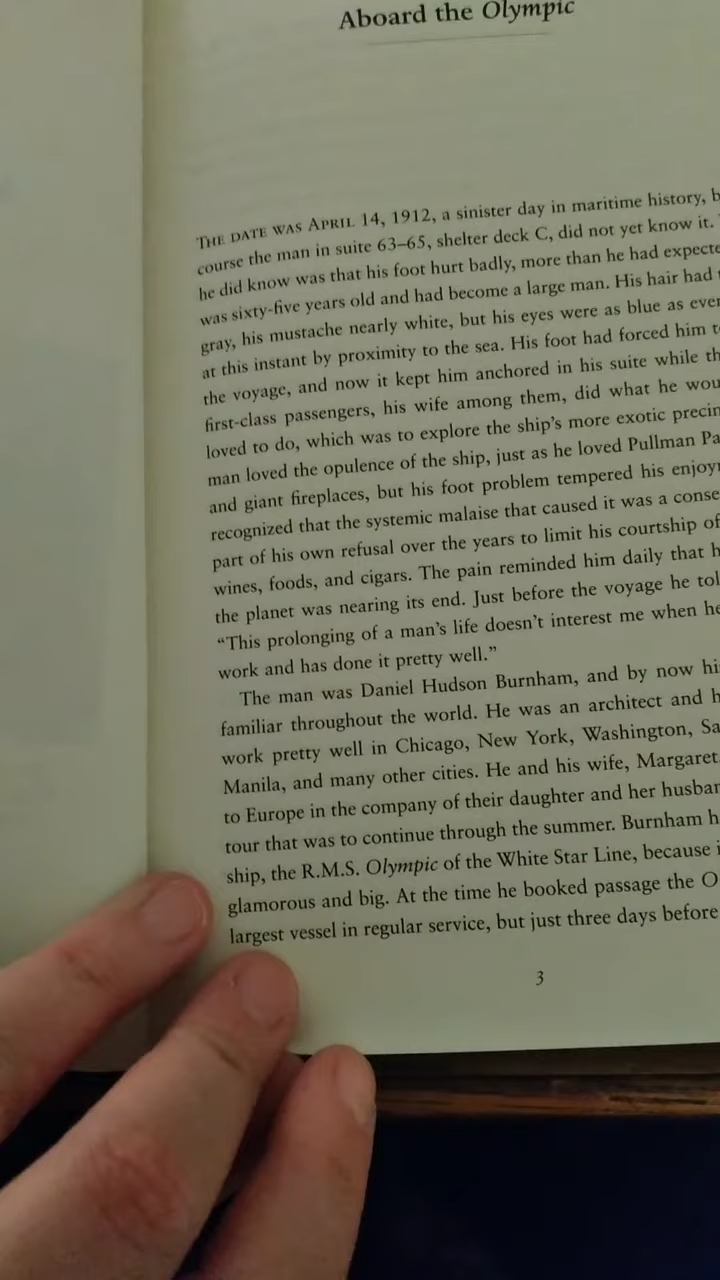 Aboard the Olympic
THE DATE WAS APRIL 14, 1912, a sinister day in maritime history, b
course the man in suite 63–65, shelter deck C, did not yet know it.
he did know was that his foot hurt badly, more than he had expecte
was sixty-five years old and had become a large man. His hair had
gray, his mustache nearly white, but his eyes were as blue as ever
at this instant by proximity to the sea. His foot had forced him t
the voyage, and now it kept him anchored in his suite while th
first-class passengers, his wife among them, did what he wou
loved to do, which was to explore the ship's more exotic precin
man loved the opulence of the ship, just as he loved Pullman Pa
and giant fireplaces, but his foot problem tempered his enjoy
recognized that the systemic malaise that caused it was a conse
part of his own refusal over the years to limit his courtship of
wines, foods, and cigars. The pain reminded him daily that h
the planet was nearing its end. Just before the voyage he tol
“This prolonging of a man's life doesn't interest me when he
work and has done it pretty well.”
The man was Daniel Hudson Burnham, and by now hi
familiar throughout the world. He was an architect and h
work pretty well in Chicago, New York, Washington, Sa
Manila, and many other cities. He and his wife, Margaret
to Europe in the company of their daughter and her husban
tour that was to continue through the summer. Burnham h
ship, the R.M.S. Olympic of the White Star Line, because i
glamorous and big. At the time he booked passage the O
largest vessel in regular service, but just three days before
3